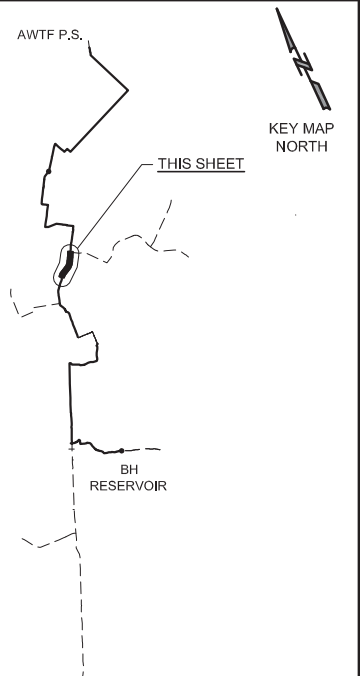 AWTF P.S.
N
KEY MAP
NORTH
THIS SHEET
BH
RESERVOIR